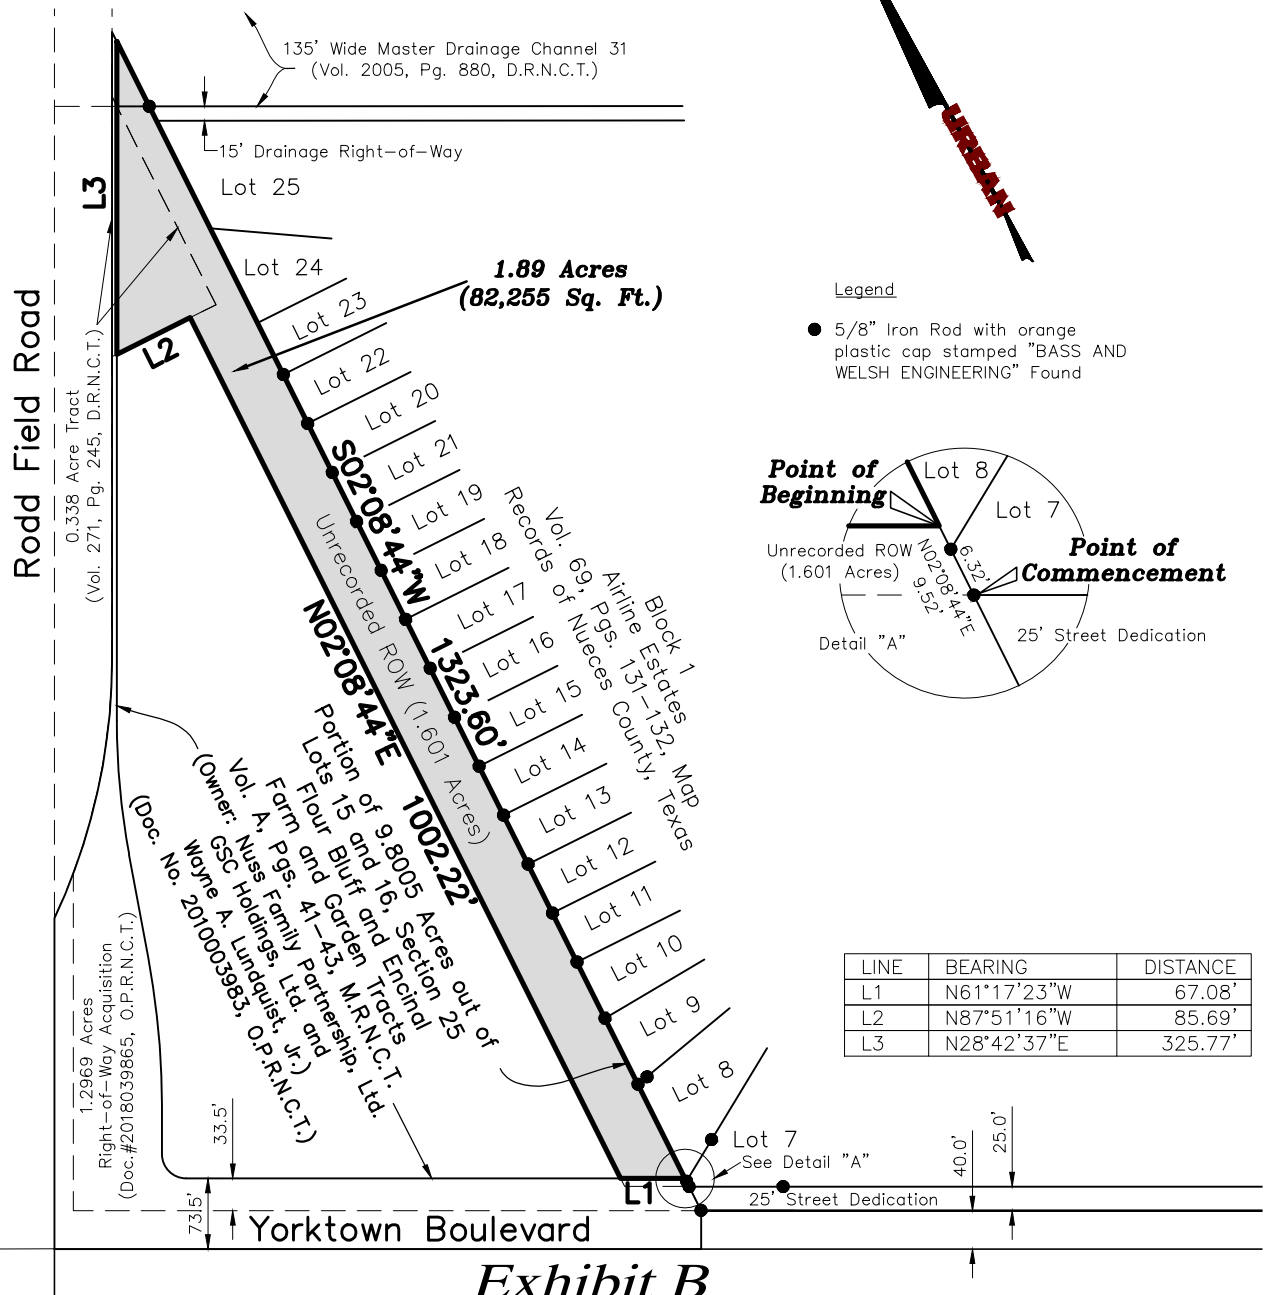 135' Wide Master Drainage Channel 31
(Vol. 2005, Pg. 880, D.R.N.C.T.)
15' Drainage Right-of-Way
URBAN
L3
L2
Lot 25
Lot 24
Lot 23
Lot 22
Lot 20
Lot 21
Lot 19
Lot 18
Lot 17
Lot 16
Lot 15
Lot 14
Lot 13
Lot 12
Lot 11
Lot 10
Lot 9
Lot 8
Lot 7
1.89 Acres
(82,255 Sq. Ft.)
Legend
5/8" Iron Rod with orange
plastic cap stamped "BASS AND
WELSH ENGINEERING" Found
Rodd Field Road
0.338 Acre Tract
(Vol. 271, Pg. 245, D.R.N.C.T.)
S02°08'44"W 1323.60'
Unrecorded ROW (1.601 Acres)
N02°08'44"E 1002.22'
Block 1
Airline Estates
Vol. 69, Pgs. 131-132, Map
Records of Nueces County, Texas
Point of
Beginning
Lot 8
Lot 7
Unrecorded ROW
(1.601 Acres)
Point of
Commencement
6.32'
N02°08'44"E
9.52'
Detail "A"
25' Street Dedication
Portion of 9.8005 Acres out of
Lots 15 and 16, Section 25
Flour Bluff and Encinal
Farm and Garden Tracts
Vol. A, Pgs. 41-43, M.R.N.C.T.
(Owner: Nuss Family Partnership, Ltd.
GSC Holdings, Ltd. and
Wayne A. Lundquist, Jr.)
(Doc. No. 2010003983, O.P.R.N.C.T.)
1.2969 Acres
Right-of-Way Acquisition
(Doc.#2018039865, O.P.R.N.C.T.)
LINE BEARING DISTANCE
L1 N61°17'23"W 67.08'
L2 N87°51'16"W 85.69'
L3 N28°42'37"E 325.77'
33.5'
73.5'
L1
See Detail "A"
25' Street Dedication
40.0'
25.0'
Yorktown Boulevard
Exhibit B